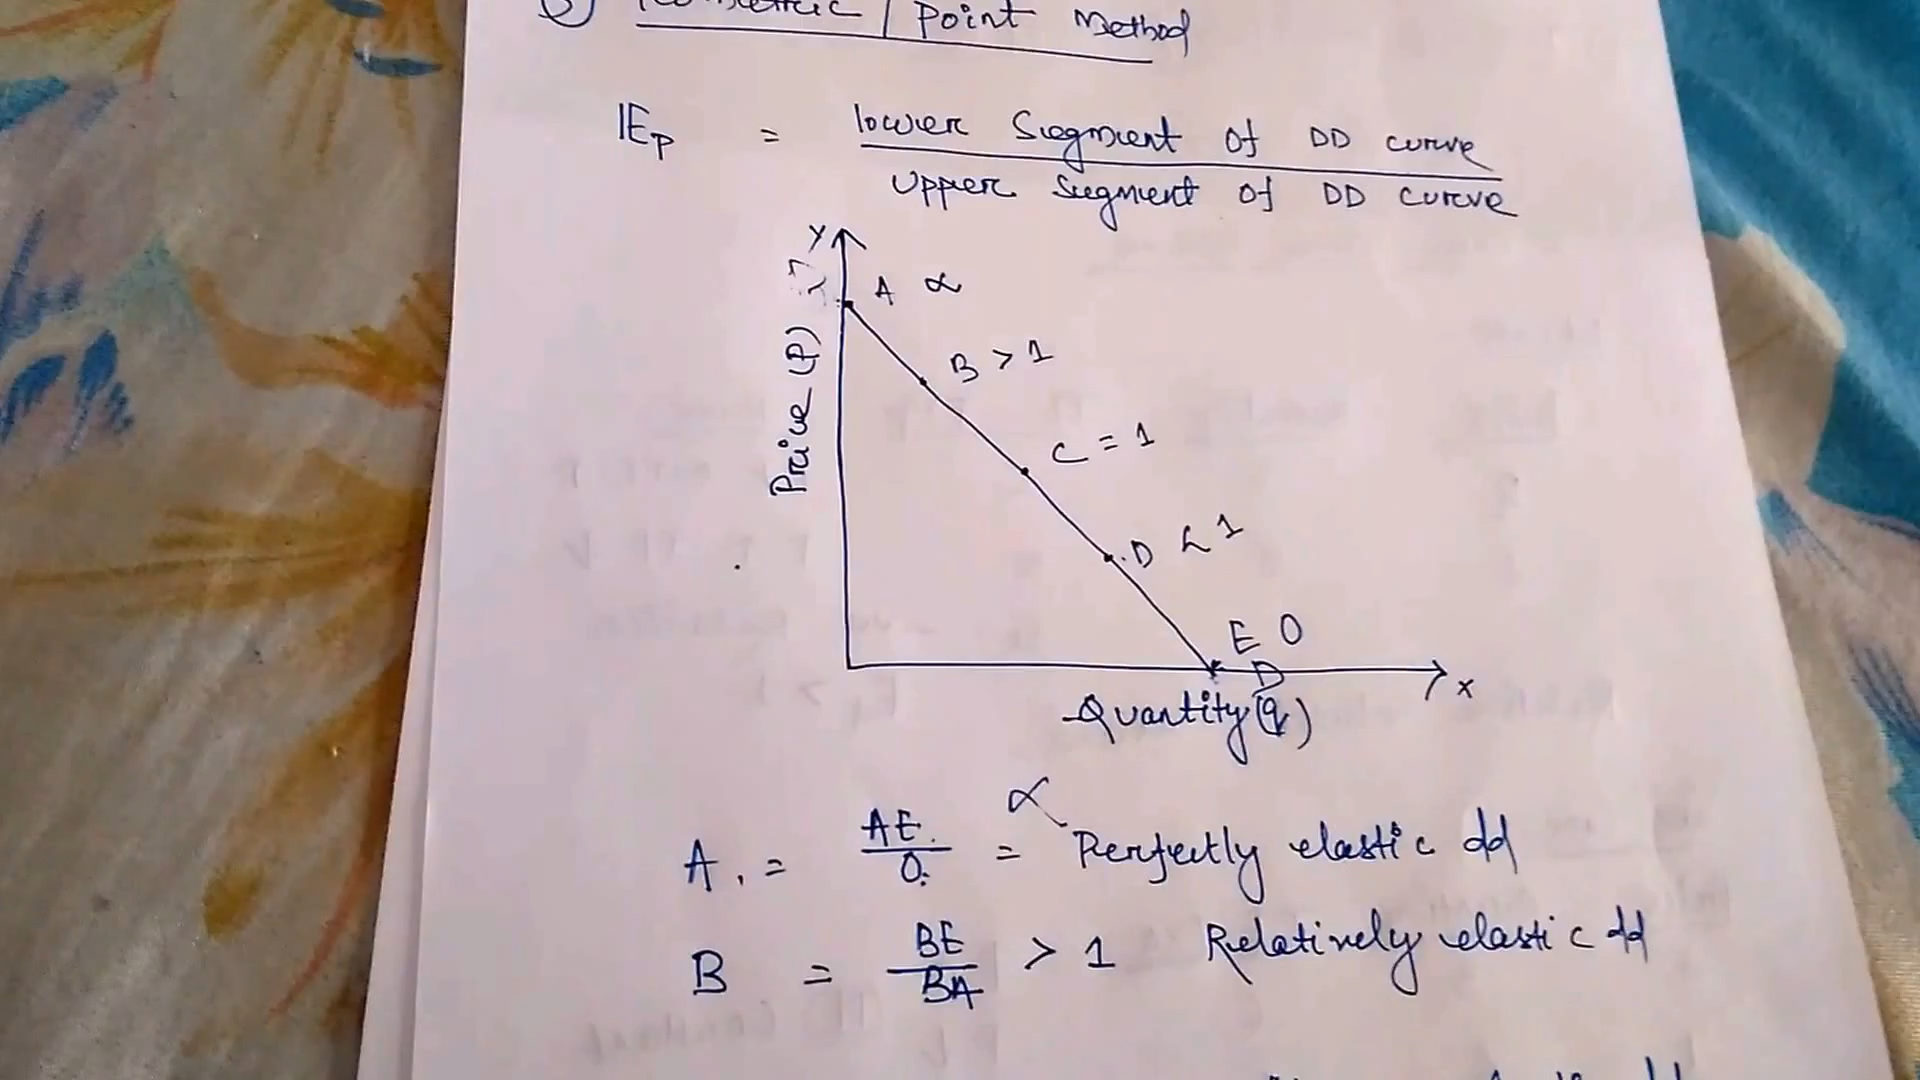 Point Method
IEp = lower Segment of DD curve
Upper Segment of DD curve
Y
A ∝
B > 1
Price (P)
C = 1
D < 1
E 0
D
x
Quantity (q)
∝
A. = AE. / 0. = Perfectly elastic dd
B = BE / BA > 1 Relatively elastic dd